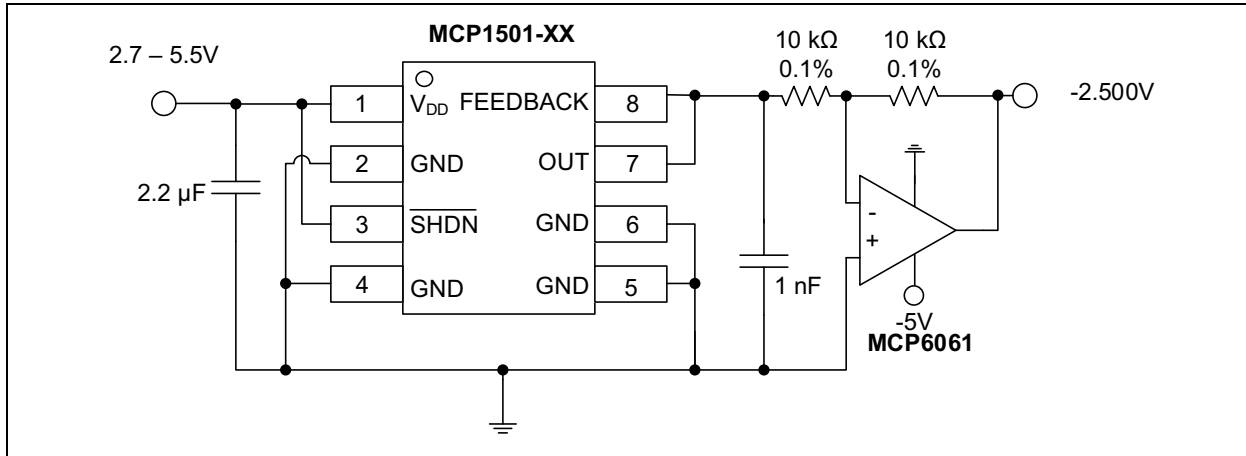 MCP1501-XX
2.7 – 5.5V
10 kΩ
0.1%
10 kΩ
0.1%
-2.500V
1
VDD
FEEDBACK
8
2
GND
OUT
7
2.2 µF
3
SHDN
GND
6
4
GND
GND
5
-
+
1 nF
-5V
MCP6061